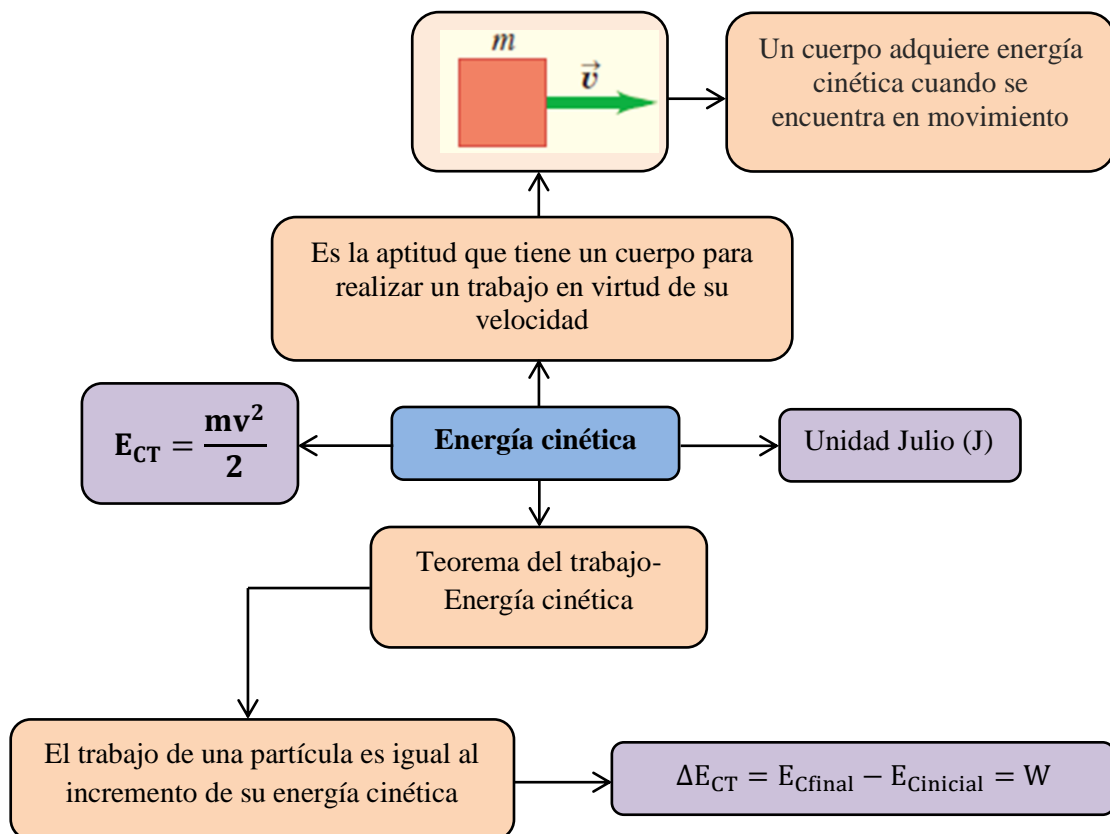 m
v⃗
Un cuerpo adquiere energía
cinética cuando se
encuentra en movimiento
Es la aptitud que tiene un cuerpo para
realizar un trabajo en virtud de su
velocidad
E_CT = mv²/2
Energía cinética
Unidad Julio (J)
Teorema del trabajo-
Energía cinética
El trabajo de una partícula es igual al
incremento de su energía cinética
ΔE_CT = E_Cfinal − E_Cinicial = W